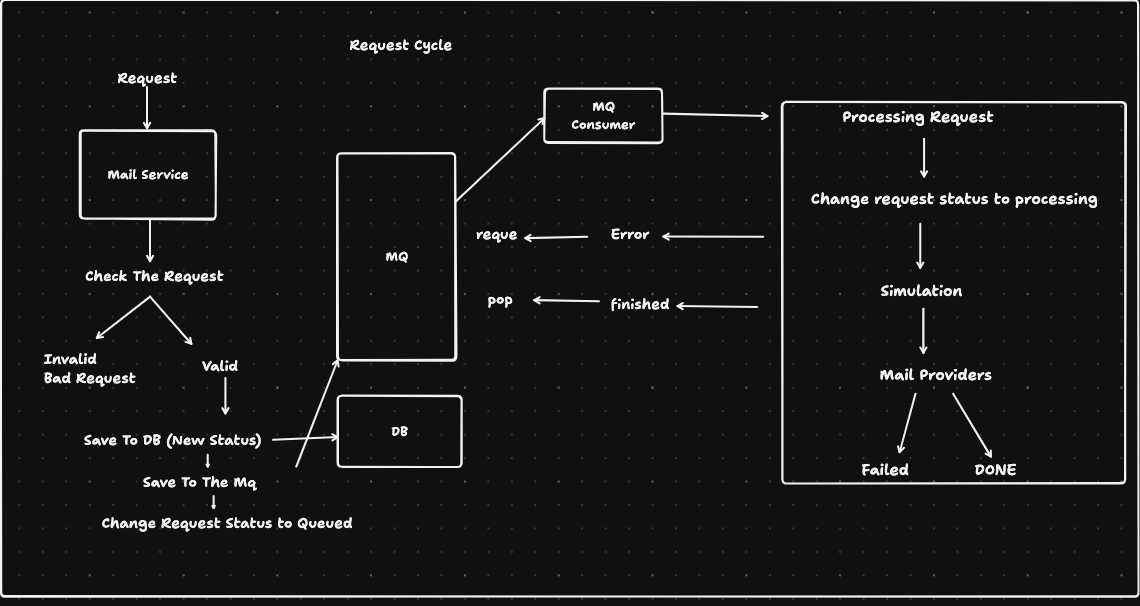 Request Cycle
Request
Mail Service
Check The Request
Invalid
Bad Request
Valid
Save To DB (New Status)
Save To The Mq
Change Request Status to Queued
MQ
DB
MQ
Consumer
reque
Error
pop
finished
Processing Request
Change request status to processing
Simulation
Mail Providers
Failed
DONE